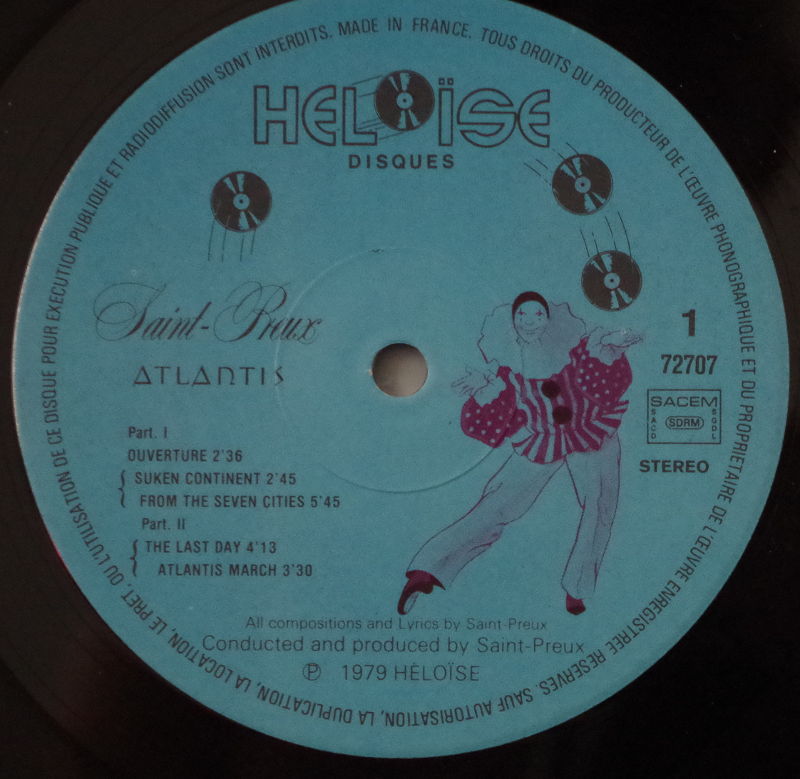 DE CE DISQUE POUR EXECUTION PUBLIQUE ET RADIODIFFUSION SONT INTERDITS. MADE IN FRANCE. TOUS DROITS DU PRODUCTEUR DE L'ŒUVRE PHONOGRAPHIQUE ET DU PROPRIETAIRE DE L'ŒUVRE ENREGISTREE RESERVES. SAUF AUTORISATION, LA DUPLICATION, LA LOCATION, LE PRET, OU L'UTILISATION
HELOÏSE
DISQUES
Saint-Preux
ATLANTIS
1
72707
SACEM
SACD SDRM SGDL
STEREO
Part. I
OUVERTURE 2'36
SUKEN CONTINENT 2'45
FROM THE SEVEN CITIES 5'45
Part. II
THE LAST DAY 4'13
ATLANTIS MARCH 3'30
All compositions and Lyrics by Saint-Preux
Conducted and produced by Saint-Preux
℗ 1979 HÉLOÏSE